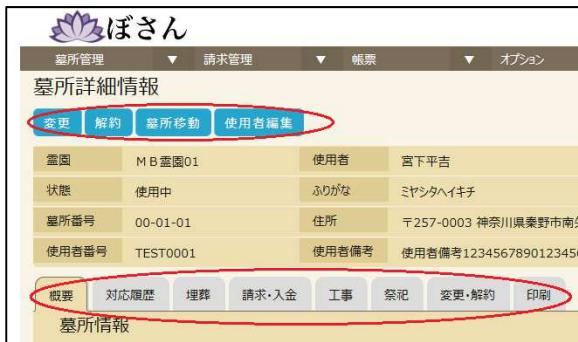 ぼさん
墓所管理 ▼ 請求管理 ▼ 帳票 ▼ オプション
墓所詳細情報
変更 解約 墓所移動 使用者編集
霊園 ＭＢ霊園01 使用者 宮下平吉
状態 使用中 ふりがな ミヤシタヘイキチ
墓所番号 00-01-01 住所 〒257-0003 神奈川県秦野市南
使用者番号 TEST0001 使用者備考 使用者備考123456789012345
概要 対応履歴 埋葬 請求・入金 工事 祭祀 変更・解約 印刷
墓所情報